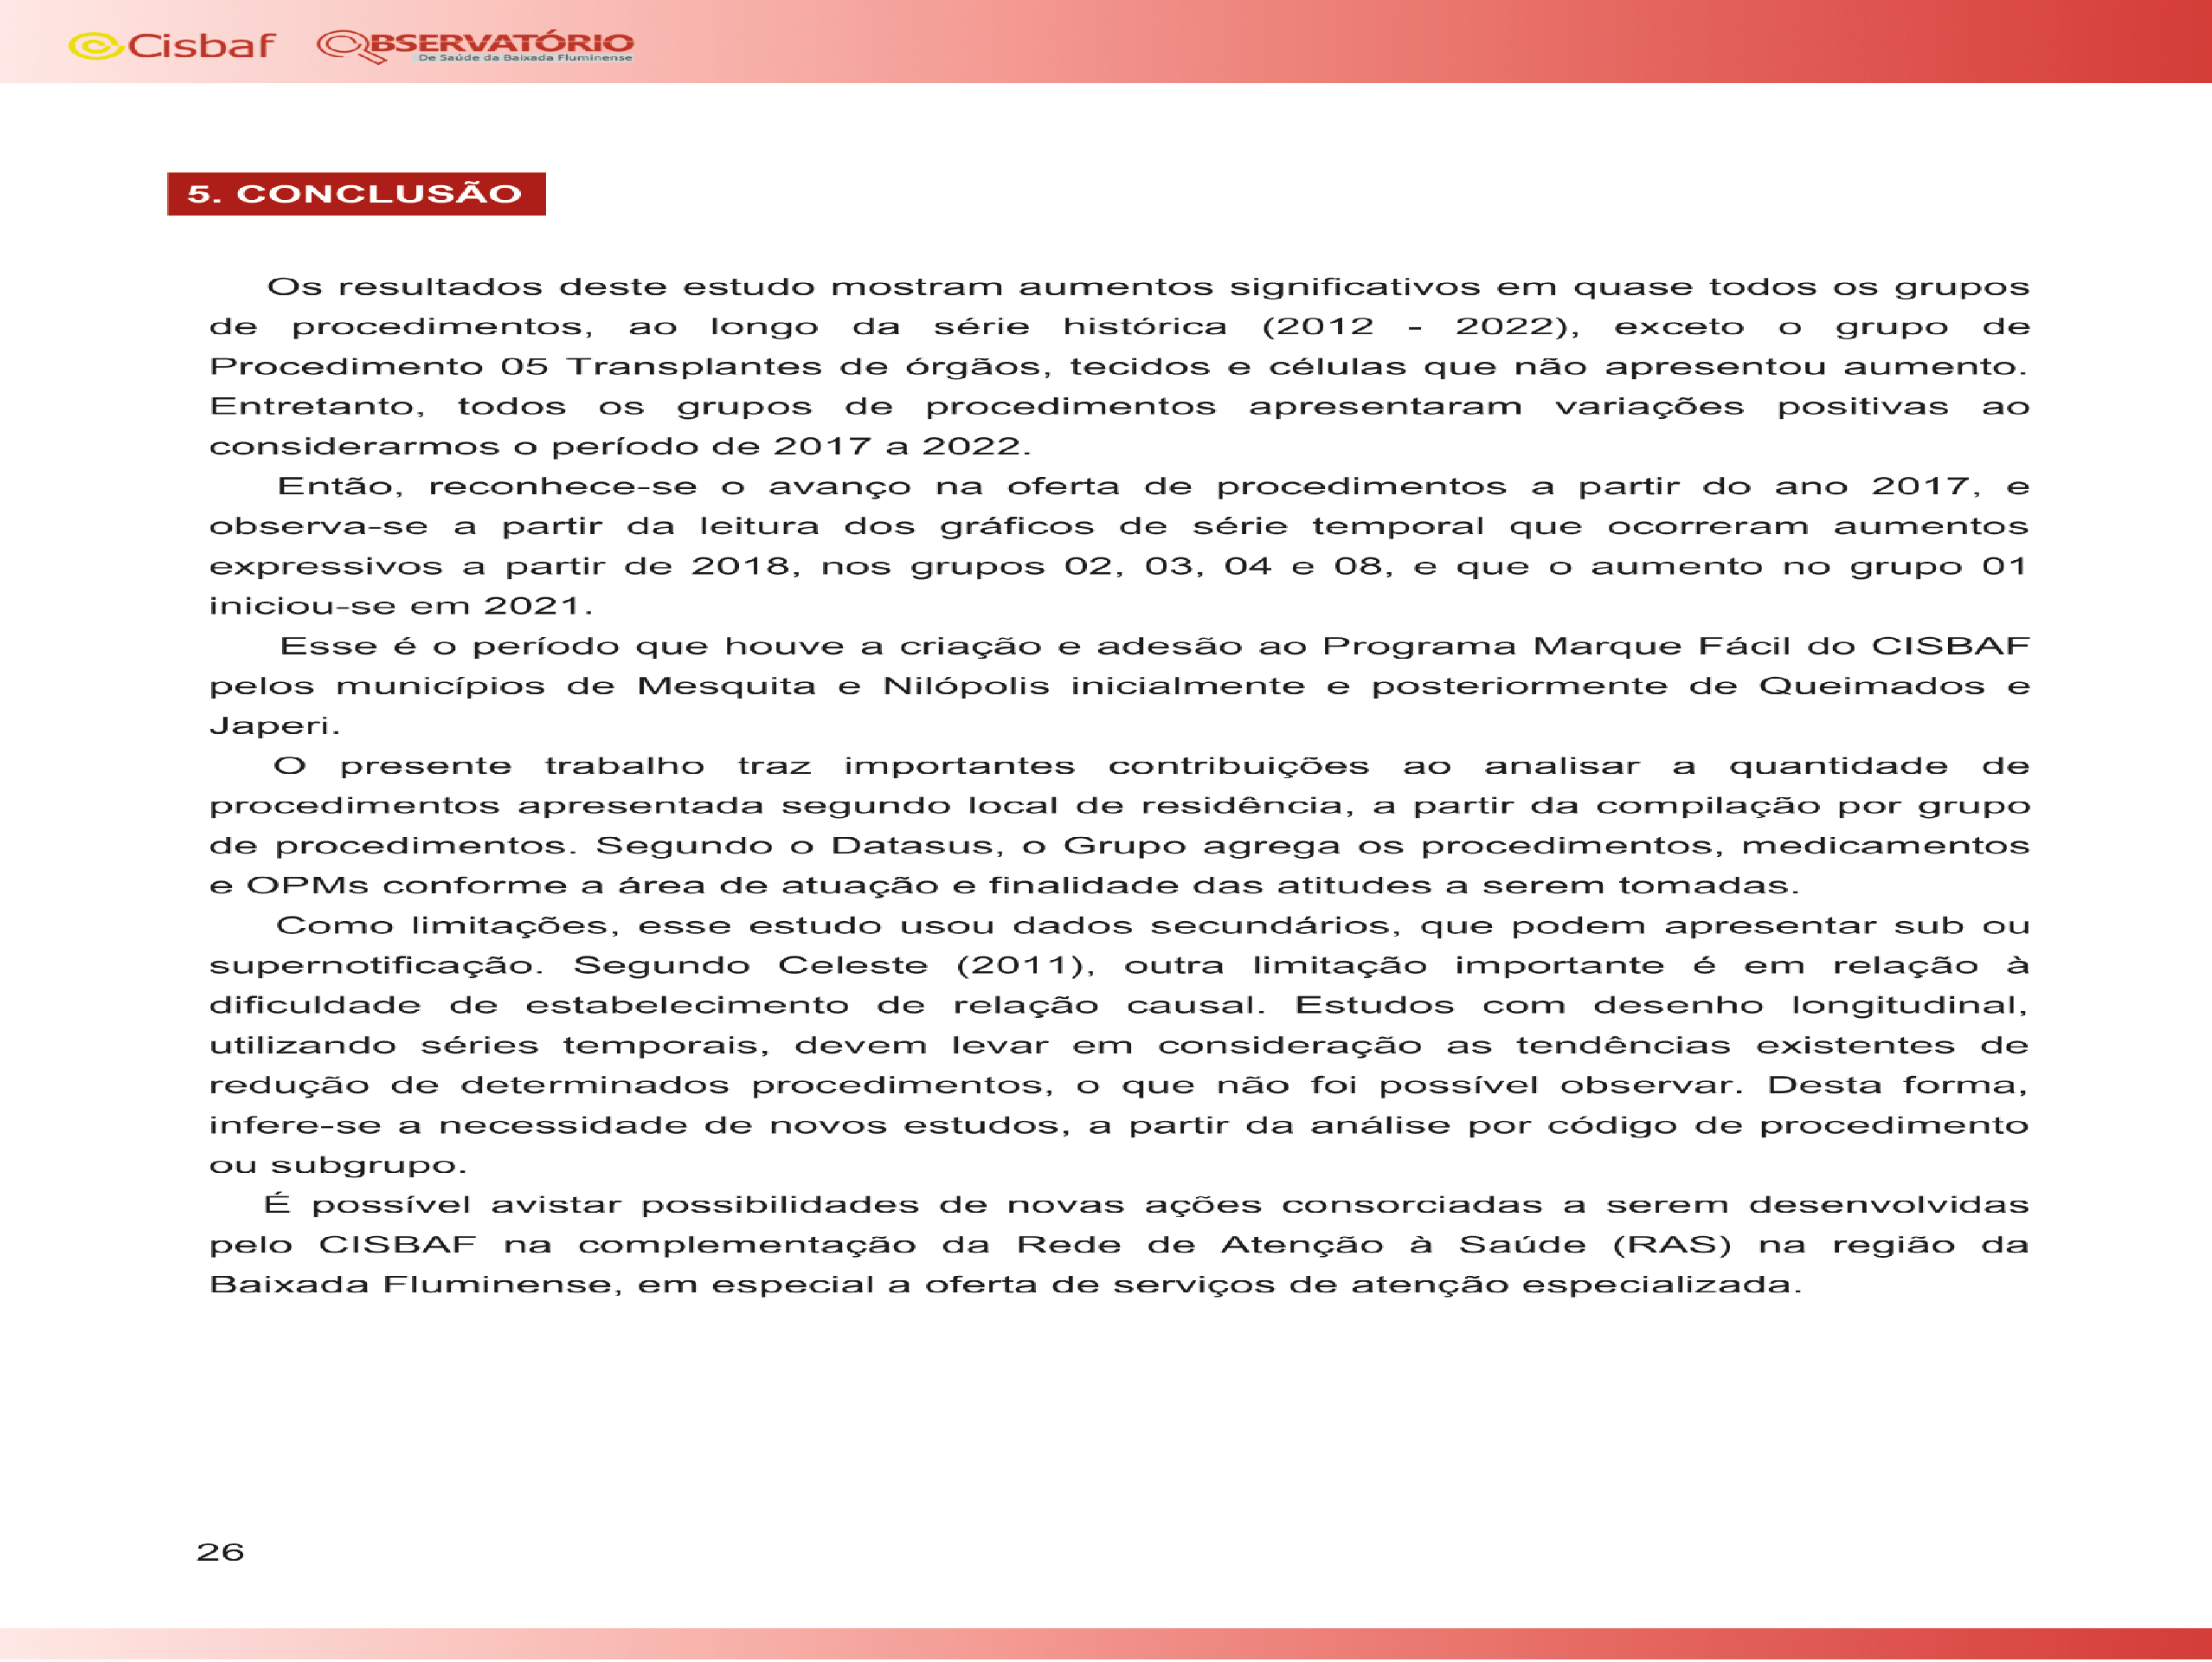 Cisbaf OBSERVATÓRIO
De Saúde da Baixada Fluminense
5. CONCLUSÃO
Os resultados deste estudo mostram aumentos significativos em quase todos os grupos
de procedimentos, ao longo da série histórica (2012 - 2022), exceto o grupo de
Procedimento 05 Transplantes de órgãos, tecidos e células que não apresentou aumento.
Entretanto, todos os grupos de procedimentos apresentaram variações positivas ao
considerarmos o período de 2017 a 2022.
Então, reconhece-se o avanço na oferta de procedimentos a partir do ano 2017, e
observa-se a partir da leitura dos gráficos de série temporal que ocorreram aumentos
expressivos a partir de 2018, nos grupos 02, 03, 04 e 08, e que o aumento no grupo 01
iniciou-se em 2021.
Esse é o período que houve a criação e adesão ao Programa Marque Fácil do CISBAF
pelos municípios de Mesquita e Nilópolis inicialmente e posteriormente de Queimados e
Japeri.
O presente trabalho traz importantes contribuições ao analisar a quantidade de
procedimentos apresentada segundo local de residência, a partir da compilação por grupo
de procedimentos. Segundo o Datasus, o Grupo agrega os procedimentos, medicamentos
e OPMs conforme a área de atuação e finalidade das atitudes a serem tomadas.
Como limitações, esse estudo usou dados secundários, que podem apresentar sub ou
supernotificação. Segundo Celeste (2011), outra limitação importante é em relação à
dificuldade de estabelecimento de relação causal. Estudos com desenho longitudinal,
utilizando séries temporais, devem levar em consideração as tendências existentes de
redução de determinados procedimentos, o que não foi possível observar. Desta forma,
infere-se a necessidade de novos estudos, a partir da análise por código de procedimento
ou subgrupo.
É possível avistar possibilidades de novas ações consorciadas a serem desenvolvidas
pelo CISBAF na complementação da Rede de Atenção à Saúde (RAS) na região da
Baixada Fluminense, em especial a oferta de serviços de atenção especializada.
26